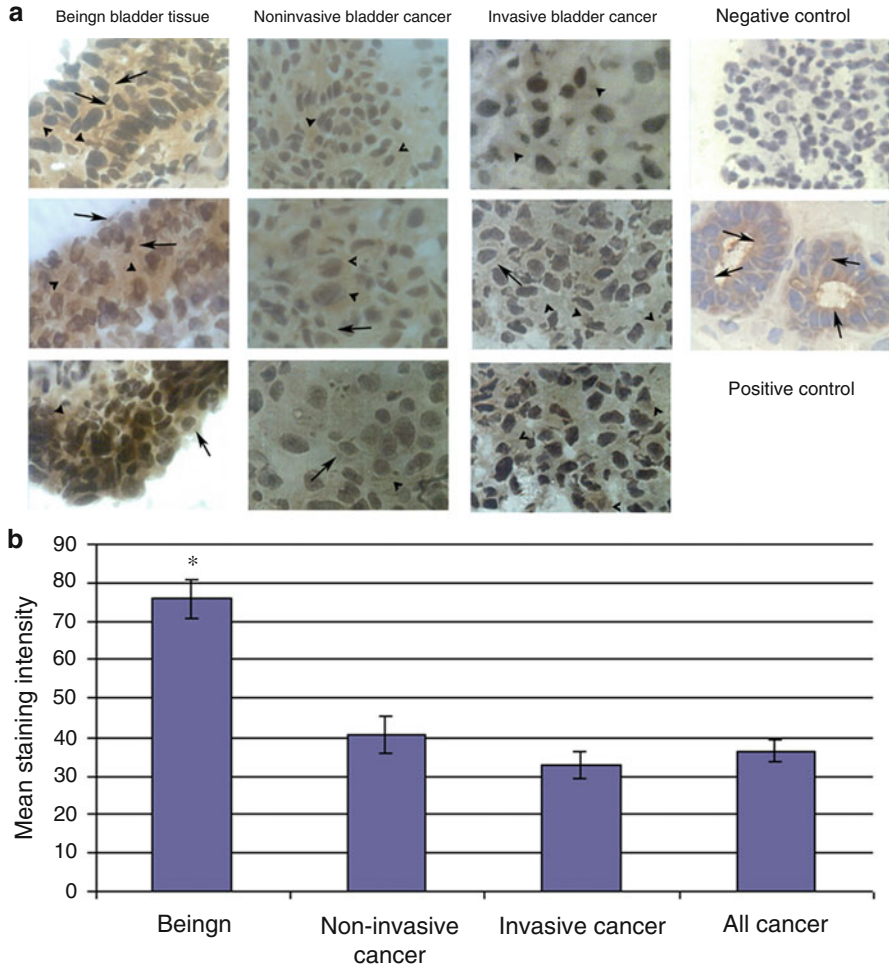 a
Beingn bladder tissue
Noninvasive bladder cancer
Invasive bladder cancer
Negative control
Positive control
b
90
80
70
60
50
40
30
20
10
0
Mean staining intensity
*
Beingn
Non-invasive
cancer
Invasive cancer
All cancer